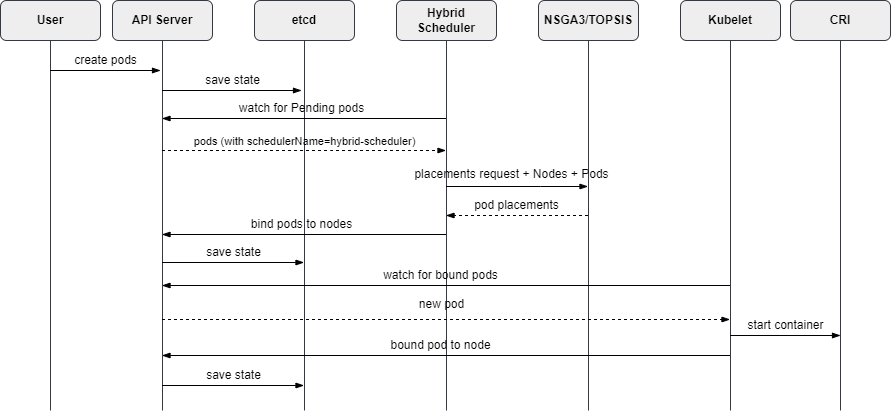 User
API Server
etcd
Hybrid
Scheduler
NSGA3/TOPSIS
Kubelet
CRI
create pods
save state
watch for Pending pods
pods (with schedulerName=hybrid-scheduler)
placements request + Nodes + Pods
pod placements
bind pods to nodes
save state
watch for bound pods
new pod
start container
bound pod to node
save state